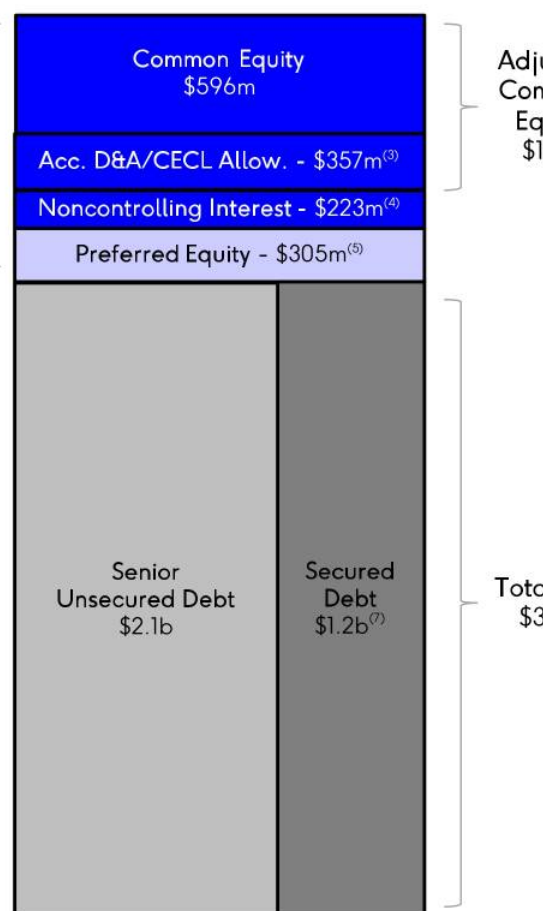 Common Equity
$596m
Acc. D&A/CECL Allow. - $357m(3)
Noncontrolling Interest - $223m(4)
Preferred Equity - $305m(5)
Senior
Unsecured Debt
$2.1b
Secured
Debt
$1.2b(7)